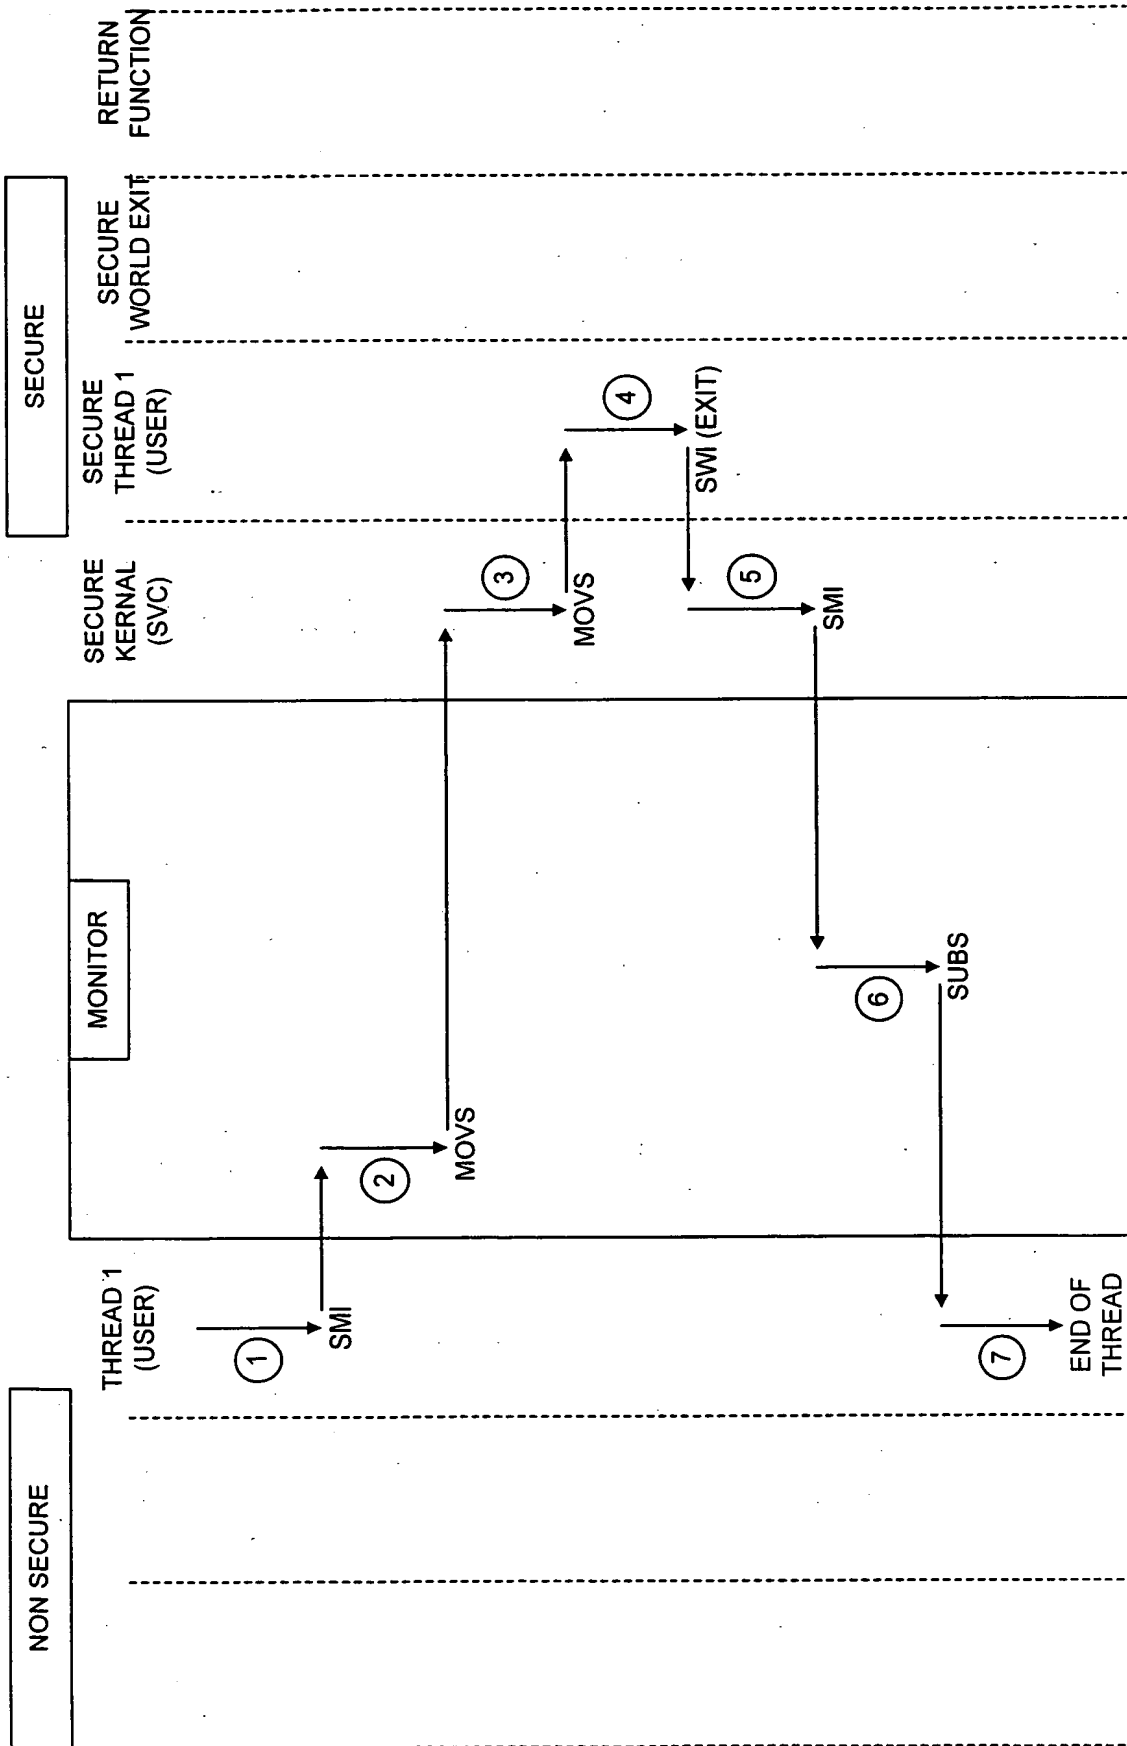 NON SECURE
MONITOR
SECURE
THREAD 1
(USER)
SECURE
KERNAL
(SVC)
SECURE
THREAD 1
(USER)
SECURE
WORLD EXIT
RETURN
FUNCTION
1
SMI
2
MOVS
3
MOVS
4
SWI (EXIT)
5
SMI
6
SUBS
7
END OF
THREAD